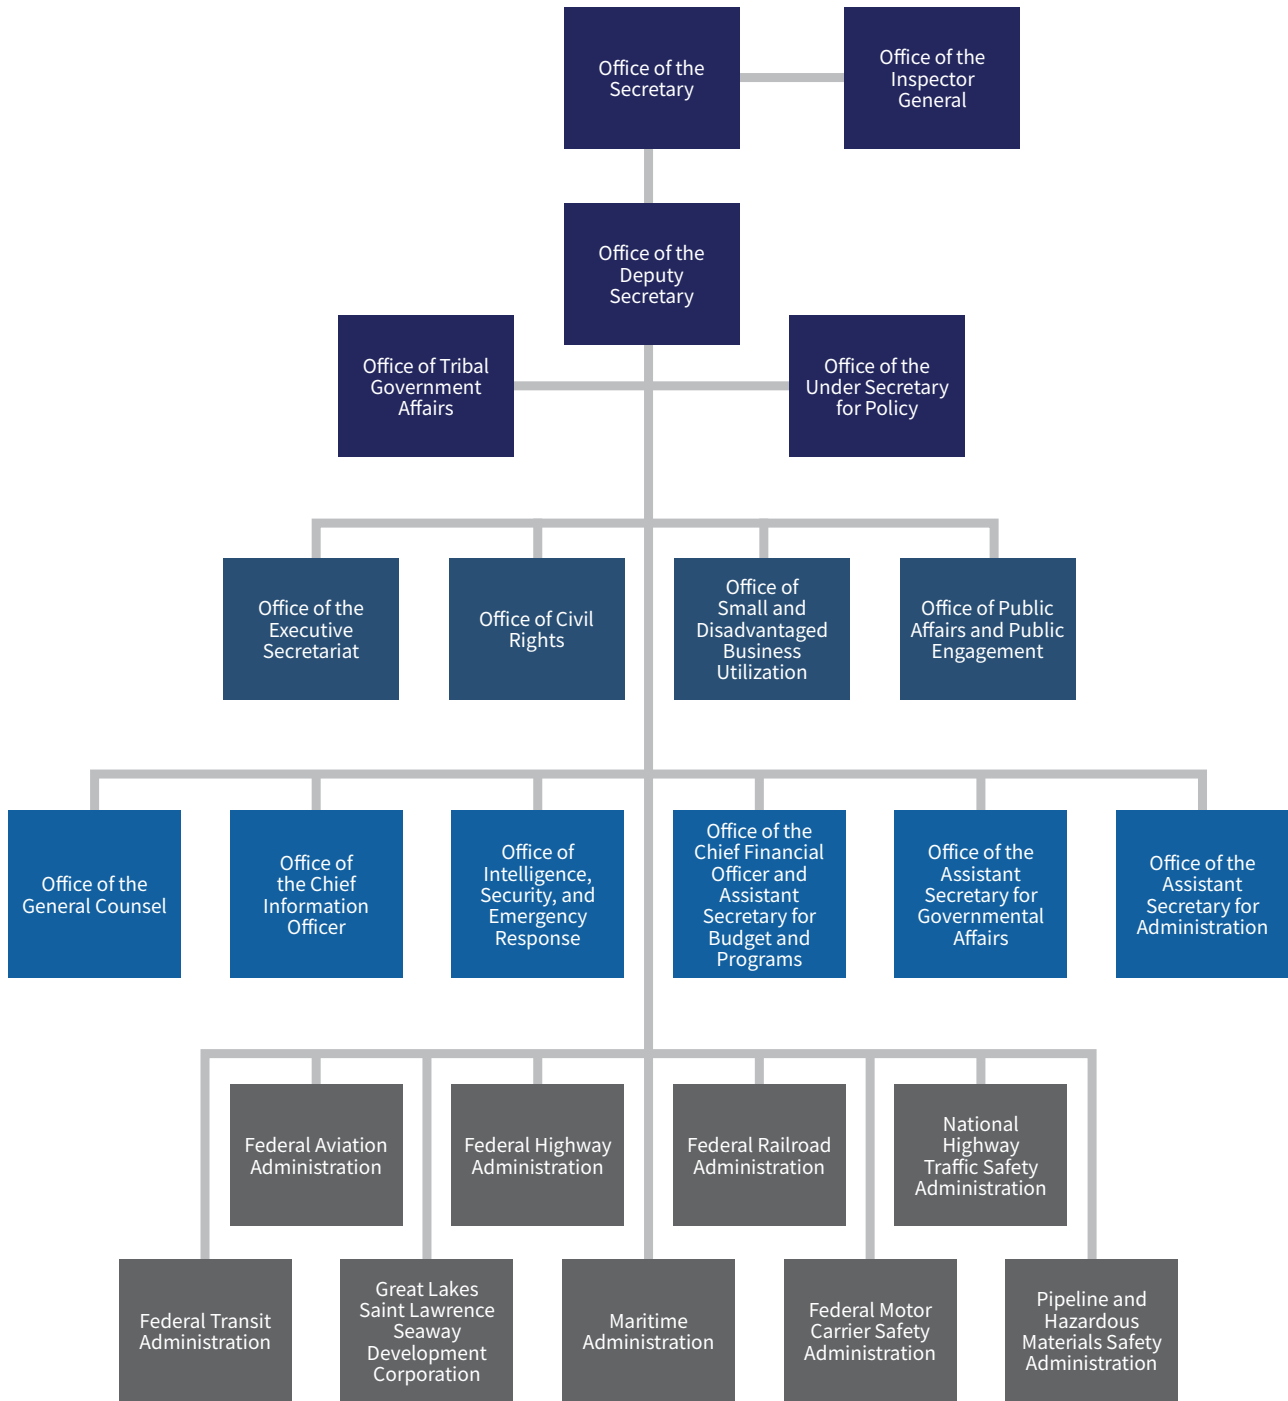 Office of the
Secretary
Office of the
Inspector
General
Office of the
Deputy
Secretary
Office of Tribal
Government
Affairs
Office of the
Under Secretary
for Policy
Office of the
Executive
Secretariat
Office of Civil
Rights
Office of
Small and
Disadvantaged
Business
Utilization
Office of Public
Affairs and Public
Engagement
Office of the
General Counsel
Office of
the Chief
Information
Officer
Office of
Intelligence,
Security, and
Emergency
Response
Office of the
Chief Financial
Officer and
Assistant
Secretary for
Budget and
Programs
Office of the
Assistant
Secretary for
Governmental
Affairs
Office of the
Assistant
Secretary for
Administration
Federal Aviation
Administration
Federal Highway
Administration
Federal Railroad
Administration
National
Highway
Traffic Safety
Administration
Federal Transit
Administration
Great Lakes
Saint Lawrence
Seaway
Development
Corporation
Maritime
Administration
Federal Motor
Carrier Safety
Administration
Pipeline and
Hazardous
Materials Safety
Administration